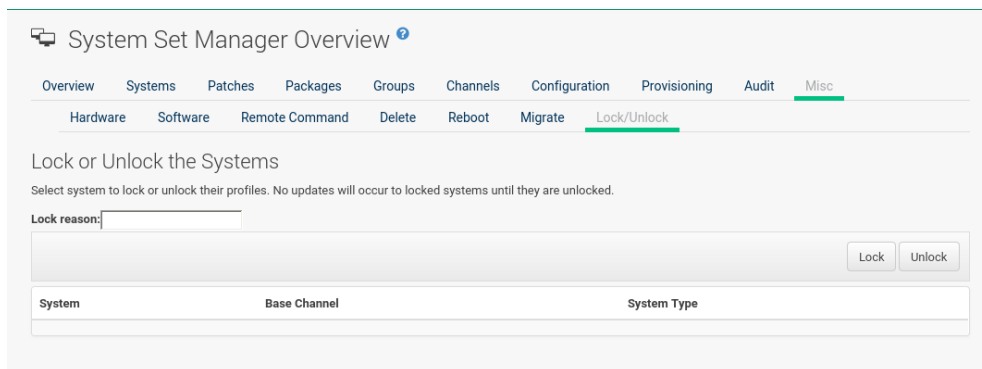 System Set Manager Overview ?
Overview Systems Patches Packages Groups Channels Configuration Provisioning Audit Misc
Hardware Software Remote Command Delete Reboot Migrate Lock/Unlock
Lock or Unlock the Systems
Select system to lock or unlock their profiles. No updates will occur to locked systems until they are unlocked.
Lock reason:
Lock Unlock
System Base Channel System Type